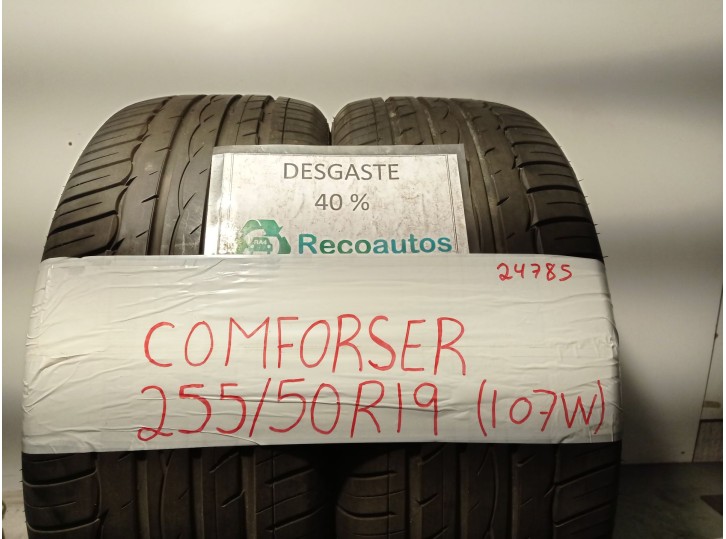 DESGASTE
40 %
Recoautos
24785
COMFORSER
255/50R19 (107W)